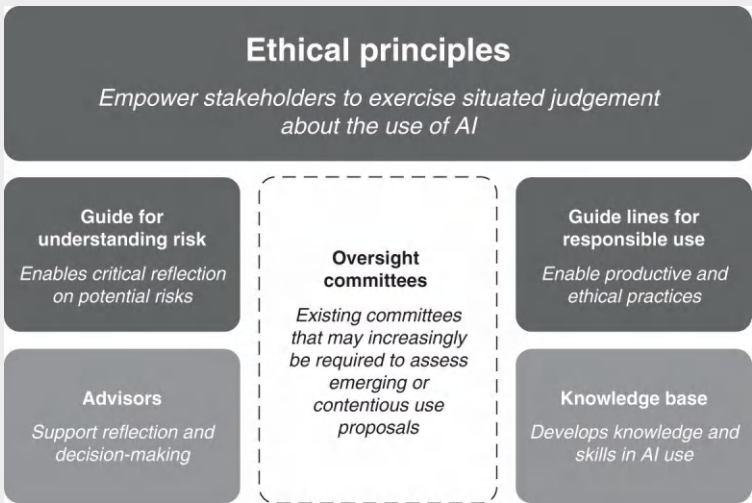 Ethical principles
Empower stakeholders to exercise situated judgement
about the use of AI
Guide for
understanding risk
Enables critical reflection
on potential risks
Oversight
committees
Existing committees
that may increasingly
be required to assess
emerging or
contentious use
proposals
Guide lines for
responsible use
Enable productive and
ethical practices
Advisors
Support reflection and
decision-making
Knowledge base
Develops knowledge and
skills in AI use